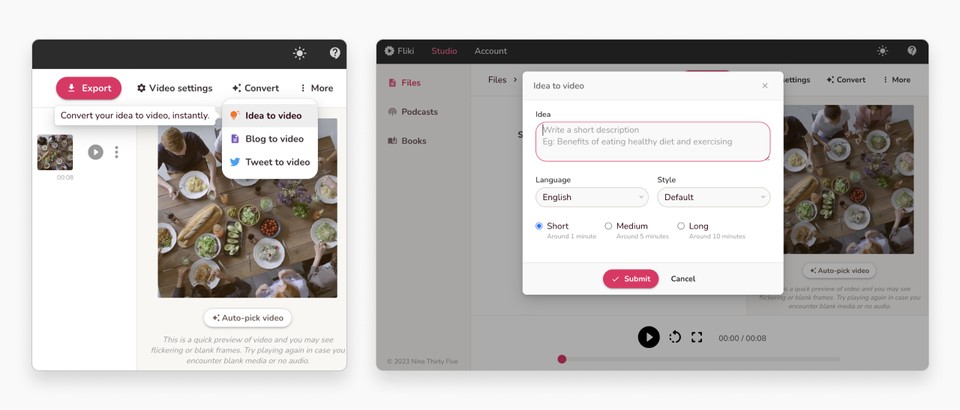 Export
Video settings
Convert
More
Convert your idea to video, instantly.
Idea to video
Blog to video
Tweet to video
00:08
Auto-pick video
This is a quick preview of video and you may see
flickering or blank frames. Try playing again in case you
encounter blank media or no audio.
Fliki
Studio
Account
Files
Podcasts
Books
© 2023 Nine Thirty Five
Files
ettings
Convert
More
S
Idea to video
Idea
Write a short description
Eg: Benefits of eating healthy diet and exercising
Language
Style
English
Default
Short
Medium
Long
Around 1 minute
Around 5 minutes
Around 10 minutes
Submit
Cancel
Auto-pick video
is a quick preview of video and you may see
flickering or blank frames. Try playing again in case you
encounter blank media or no audio.
00:00 / 00:08